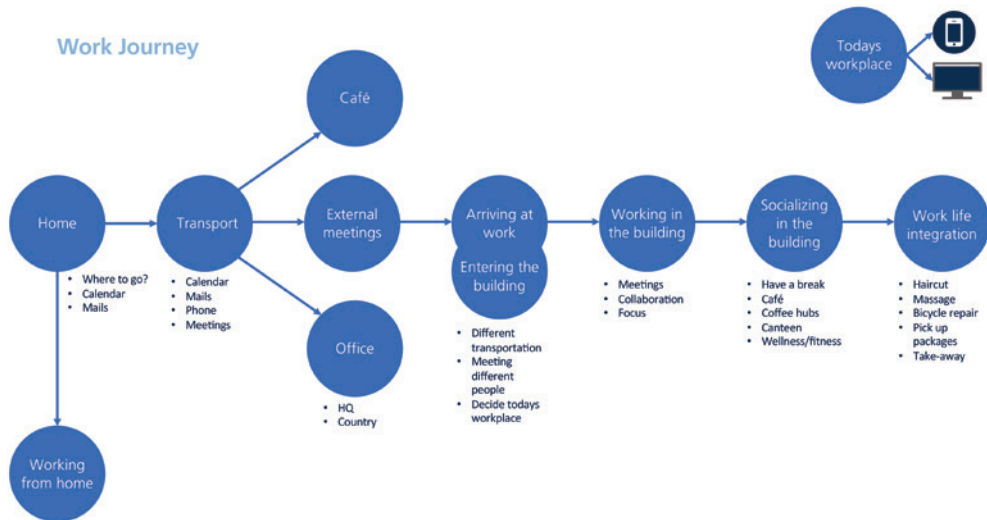 Work Journey
Todays
workplace
Café
Home
Transport
External
meetings
Arriving at
work
Entering the
building
Working in
the building
Socializing in
the building
Work life
integration
• Where to go?
• Calendar
• Mails
• Calendar
• Mails
• Phone
• Meetings
Office
• HQ
• Country
• Different
transportation
• Meeting
different
people
• Decide todays
workplace
• Meetings
• Collaboration
• Focus
• Have a break
• Café
• Coffee hubs
• Canteen
• Wellness/fitness
• Haircut
• Massage
• Bicycle repair
• Pick up
packages
• Take-away
Working
from home